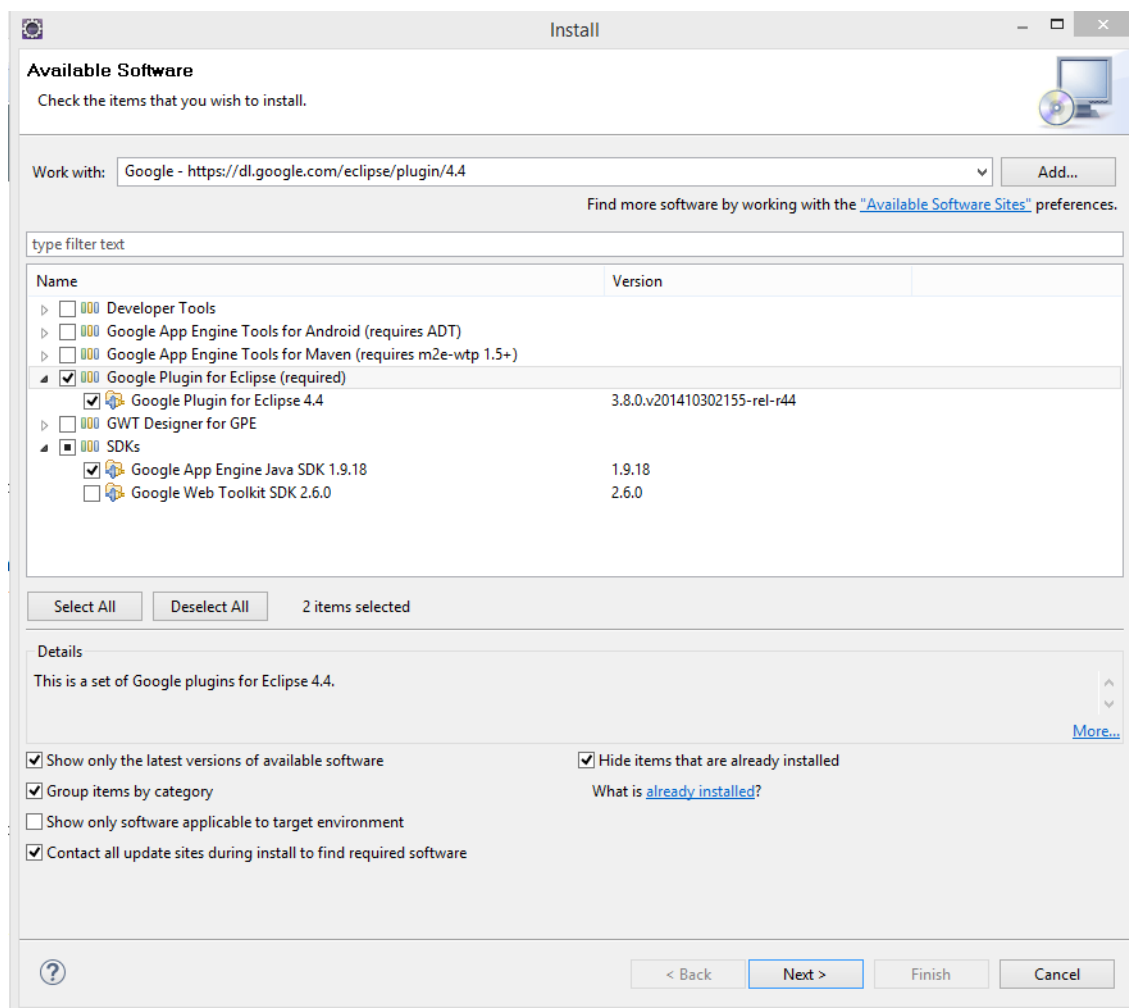 Install
Available Software
Check the items that you wish to install.
Work with: Google - https://dl.google.com/eclipse/plugin/4.4 Add...
Find more software by working with the "Available Software Sites" preferences.
type filter text
Name Version
Developer Tools
Google App Engine Tools for Android (requires ADT)
Google App Engine Tools for Maven (requires m2e-wtp 1.5+)
Google Plugin for Eclipse (required)
Google Plugin for Eclipse 4.4 3.8.0.v201410302155-rel-r44
GWT Designer for GPE
SDKs
Google App Engine Java SDK 1.9.18 1.9.18
Google Web Toolkit SDK 2.6.0 2.6.0
Select All Deselect All 2 items selected
Details
This is a set of Google plugins for Eclipse 4.4.
More...
Show only the latest versions of available software Hide items that are already installed
Group items by category What is already installed?
Show only software applicable to target environment
Contact all update sites during install to find required software
? < Back Next > Finish Cancel